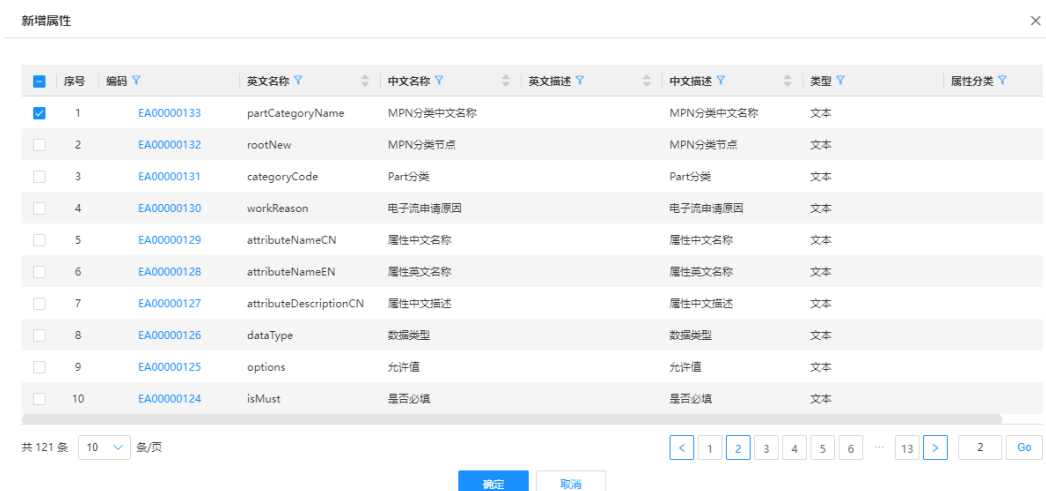 新增属性
序号 编码 英文名称 中文名称 英文描述 中文描述 类型 属性分类
1 EA00000133 partCategoryName MPN分类中文名称 MPN分类中文名称 文本
2 EA00000132 rootNew MPN分类节点 MPN分类节点 文本
3 EA00000131 categoryCode Part分类 Part分类 文本
4 EA00000130 workReason 电子流申请原因 电子流申请原因 文本
5 EA00000129 attributeNameCN 属性中文名称 属性中文名称 文本
6 EA00000128 attributeNameEN 属性英文名称 属性英文名称 文本
7 EA00000127 attributeDescriptionCN 属性中文描述 属性中文描述 文本
8 EA00000126 dataType 数据类型 数据类型 文本
9 EA00000125 options 允许值 允许值 文本
10 EA00000124 isMust 是否必填 是否必填 文本
共 121 条 10 条/页 < 1 2 3 4 5 6 ··· 13 > 2 Go
确定 取消